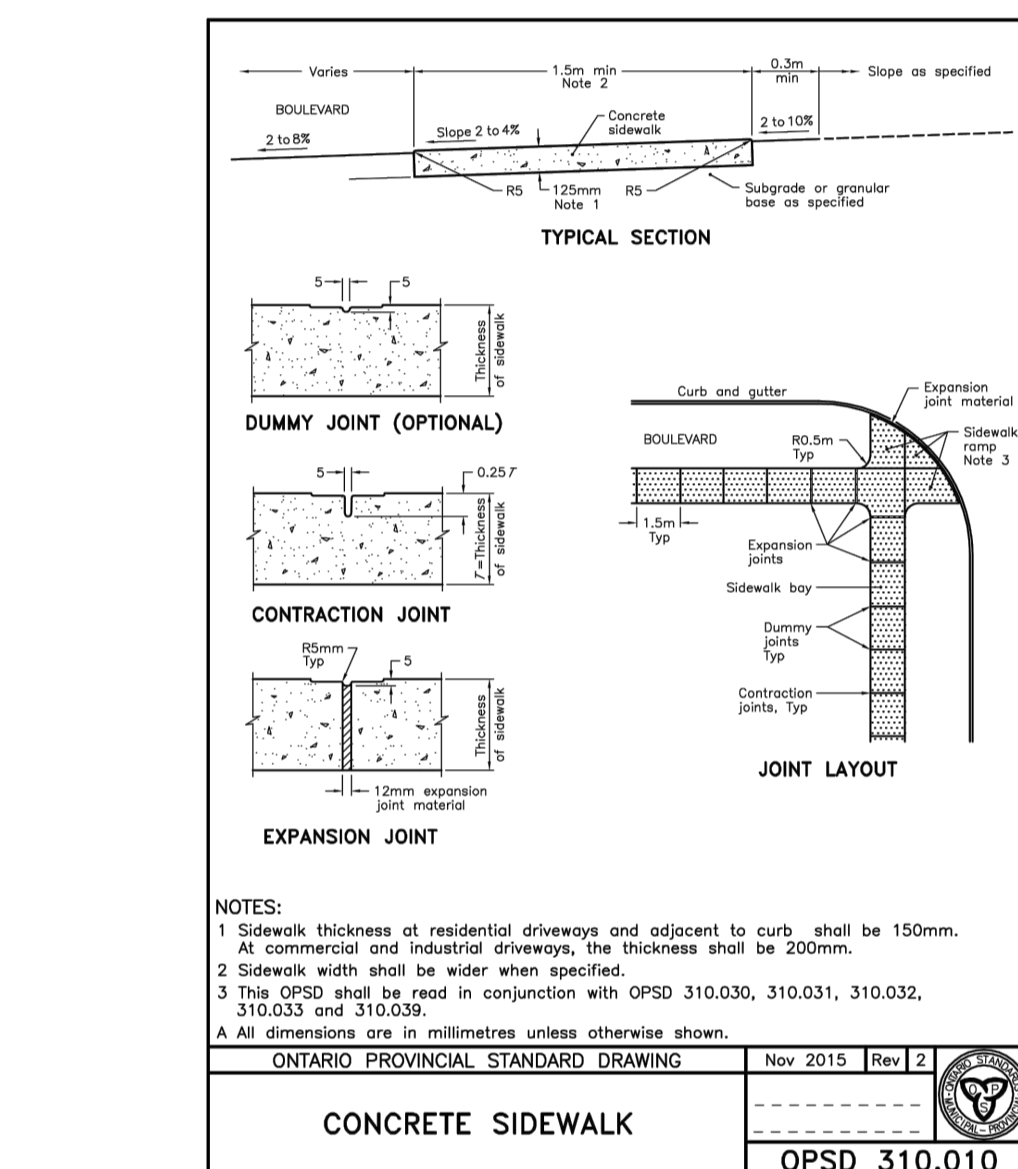 Varies
1.5m min
Note 2
0.3m
min
Slope as specified
BOULEVARD
2 to 8%
Slope 2 to 4%
Concrete
sidewalk
2 to 10%
R5
125mm
Note 1
R5
Subgrade or granular
base as specified
TYPICAL SECTION
5
5
Thickness
of sidewalk
DUMMY JOINT (OPTIONAL)
5
0.25T
T=Thickness
of sidewalk
CONTRACTION JOINT
R5mm
Typ
5
Thickness
of sidewalk
12mm expansion
joint material
EXPANSION JOINT
Curb and gutter
Expansion
joint material
BOULEVARD
R0.5m
Typ
Sidewalk
ramp
Note 3
1.5m
Typ
Expansion
joints
Sidewalk bay
Dummy
joints
Typ
Contraction
joints, Typ
JOINT LAYOUT
NOTES:
1 Sidewalk thickness at residential driveways and adjacent to curb shall be 150mm.
At commercial and industrial driveways, the thickness shall be 200mm.
2 Sidewalk width shall be wider when specified.
3 This OPSD shall be read in conjunction with OPSD 310.030, 310.031, 310.032,
310.033 and 310.039.
A All dimensions are in millimetres unless otherwise shown.
ONTARIO PROVINCIAL STANDARD DRAWING
Nov 2015
Rev
2
CONCRETE SIDEWALK
OPS
OPSD 310.010